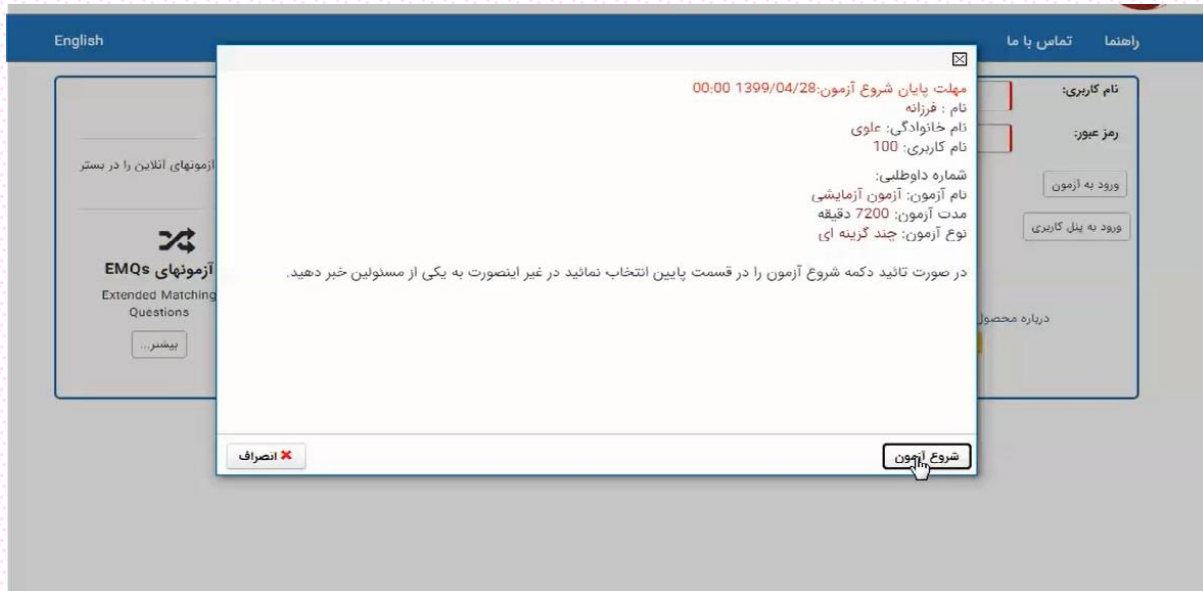 راهنما
تماس با ما
English
مهلت پایان شروع آزمون:1399/04/28 00:00
نام : فرزانه
نام خانوادگی: علوی
نام کاربری: 100
شماره داوطلبی:
نام آزمون: آزمون آزمایشی
مدت آزمون: 7200 دقیقه
نوع آزمون: چند گزینه ای
در صورت تائید دکمه شروع آزمون را در قسمت پایین انتخاب نمائید در غیر اینصورت به یکی از مسئولین خبر دهید.
شروع آزمون
انصراف
نام کاربری:
رمز عبور:
ورود به آزمون
ورود به پنل کاربری
درباره محصول
آزمونهای آنلاین را در بستر
آزمونهای EMQs
Extended Matching
Questions
بیشتر...